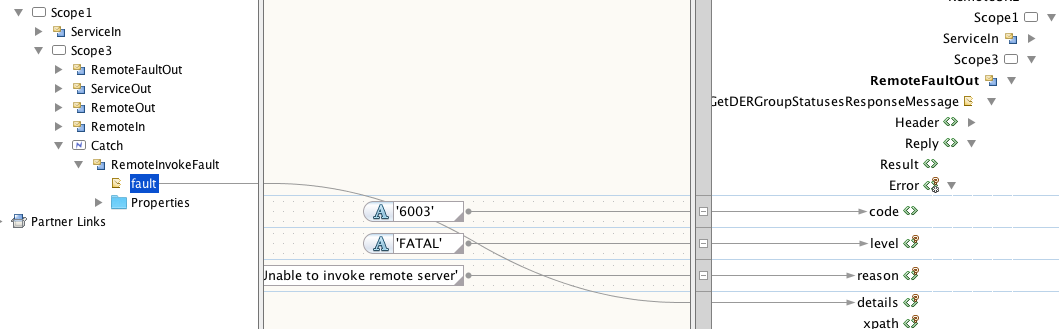 Scope1
ServiceIn
Scope3
RemoteFaultOut
ServiceOut
RemoteOut
RemoteIn
Catch
RemoteInvokeFault
fault
Properties
Partner Links
'6003'
'FATAL'
Unable to invoke remote server'
Scope1
ServiceIn
Scope3
RemoteFaultOut
GetDERGroupStatusesResponseMessage
Header
Reply
Result
Error
code
level
reason
details
xpath